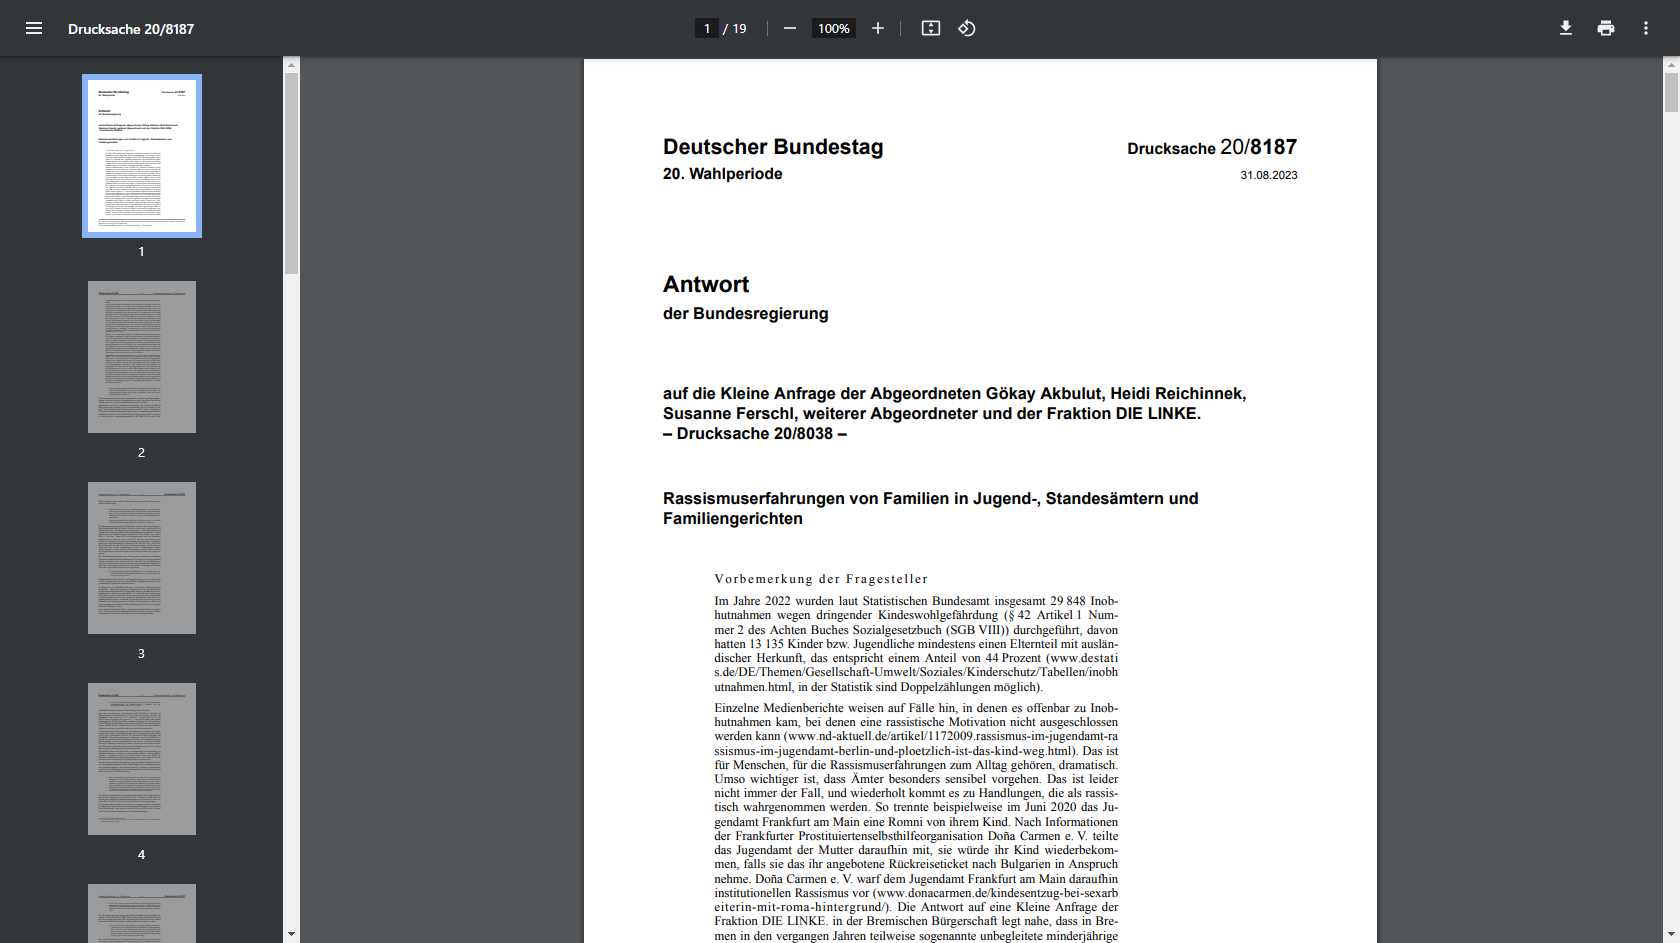 Drucksache 20/8187
1 / 19
100%
1
2
3
4
Deutscher Bundestag
Drucksache 20/8187
20. Wahlperiode
31.08.2023
Antwort
der Bundesregierung
auf die Kleine Anfrage der Abgeordneten Gökay Akbulut, Heidi Reichinnek,
Susanne Ferschl, weiterer Abgeordneter und der Fraktion DIE LINKE.
– Drucksache 20/8038 –
Rassismuserfahrungen von Familien in Jugend-, Standesämtern und
Familiengerichten
Vorbemerkung der Fragesteller
Im Jahre 2022 wurden laut Statistischen Bundesamt insgesamt 29 848 Inob-
hutnahmen wegen dringender Kindeswohlgefährdung (§ 42 Artikel 1 Num-
mer 2 des Achten Buches Sozialgesetzbuch (SGB VIII)) durchgeführt, davon
hatten 13 135 Kinder bzw. Jugendliche mindestens einen Elternteil mit auslän-
discher Herkunft, das entspricht einem Anteil von 44 Prozent (www.destati
s.de/DE/Themen/Gesellschaft-Umwelt/Soziales/Kinderschutz/Tabellen/inobh
utnahmen.html, in der Statistik sind Doppelzählungen möglich).
Einzelne Medienberichte weisen auf Fälle hin, in denen es offenbar zu Inob-
hutnahmen kam, bei denen eine rassistische Motivation nicht ausgeschlossen
werden kann (www.nd-aktuell.de/artikel/1172009.rassismus-im-jugendamt-ra
ssismus-im-jugendamt-berlin-und-ploetzlich-ist-das-kind-weg.html). Das ist
für Menschen, für die Rassismuserfahrungen zum Alltag gehören, dramatisch.
Umso wichtiger ist, dass Ämter besonders sensibel vorgehen. Das ist leider
nicht immer der Fall, und wiederholt kommt es zu Handlungen, die als rassis-
tisch wahrgenommen werden. So trennte beispielweise im Juni 2020 das Ju-
gendamt Frankfurt am Main eine Romni von ihrem Kind. Nach Informationen
der Frankfurter Prostituiertenselbsthilfeorganisation Doña Carmen e. V. teilte
das Jugendamt der Mutter daraufhin mit, sie würde ihr Kind wiederbekom-
men, falls sie das ihr angebotene Rückreiseticket nach Bulgarien in Anspruch
nehme. Doña Carmen e. V. warf dem Jugendamt Frankfurt am Main daraufhin
institutionellen Rassismus vor (www.donacarmen.de/kindesentzug-bei-sexarb
eiterin-mit-roma-hintergrund/). Die Antwort auf eine Kleine Anfrage der
Fraktion DIE LINKE. in der Bremischen Bürgerschaft legt nahe, dass in Bre-
men in den vergangen Jahren teilweise sogenannte unbegleitete minderjährige